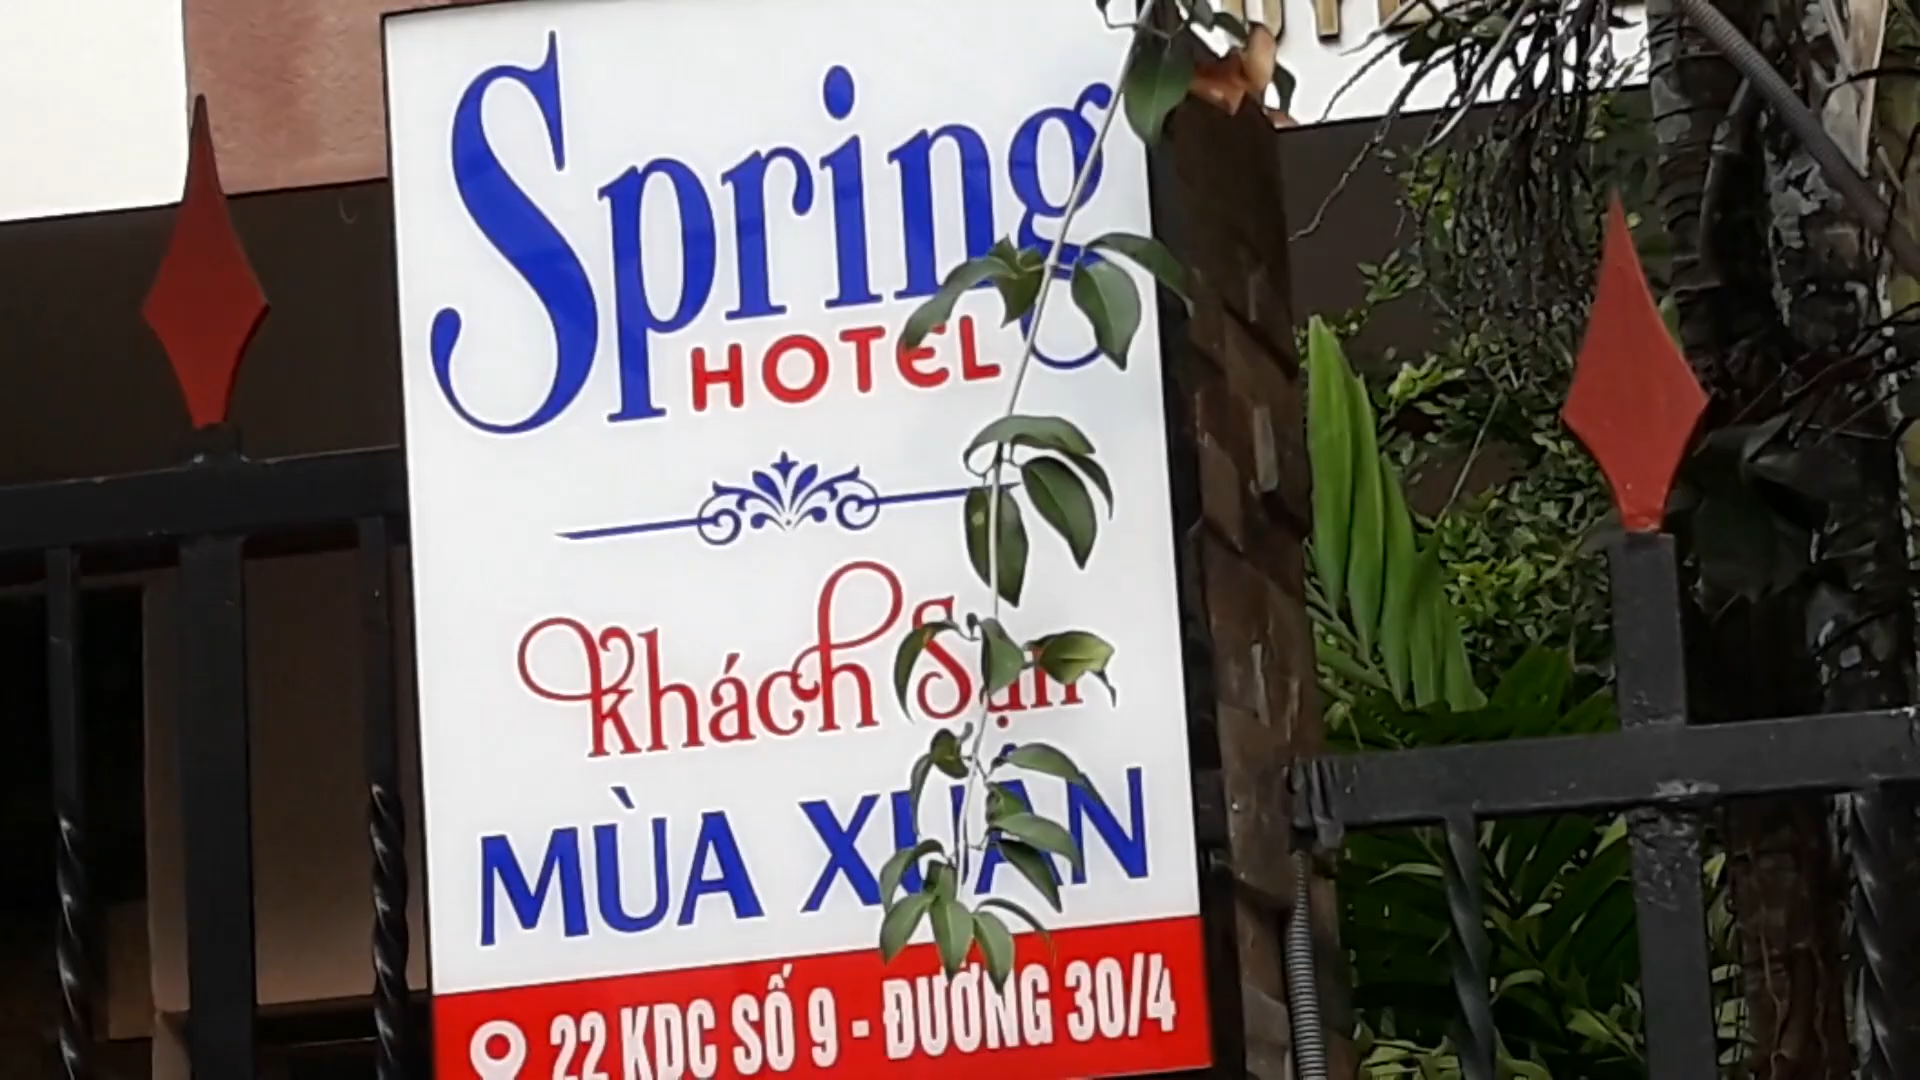 Spring
HOTEL
Khách Sạn
MÙA XUÂN
22 KDC SỐ 9 - ĐƯỜNG 30/4